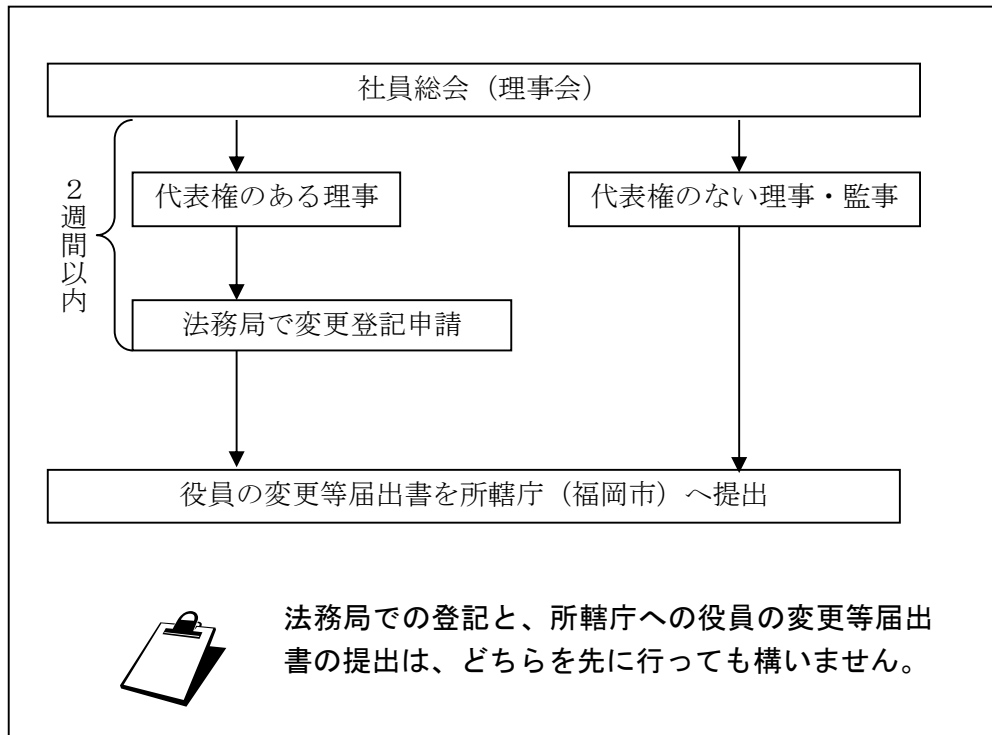 社員総会（理事会）
２週間以内
代表権のある理事
代表権のない理事・監事
法務局で変更登記申請
役員の変更等届出書を所轄庁（福岡市）へ提出
法務局での登記と、所轄庁への役員の変更等届出
書の提出は、どちらを先に行っても構いません。